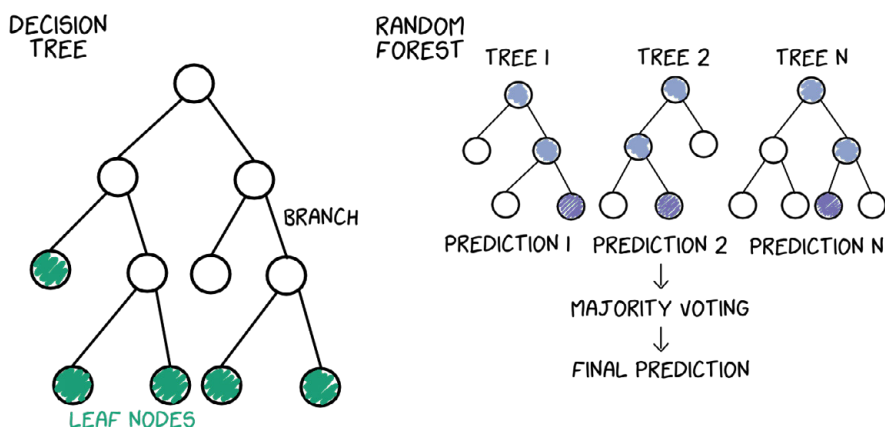 DECISION
TREE
BRANCH
LEAF NODES
RANDOM
FOREST
TREE 1
TREE 2
TREE N
PREDICTION 1
PREDICTION 2
PREDICTION N
MAJORITY VOTING
FINAL PREDICTION